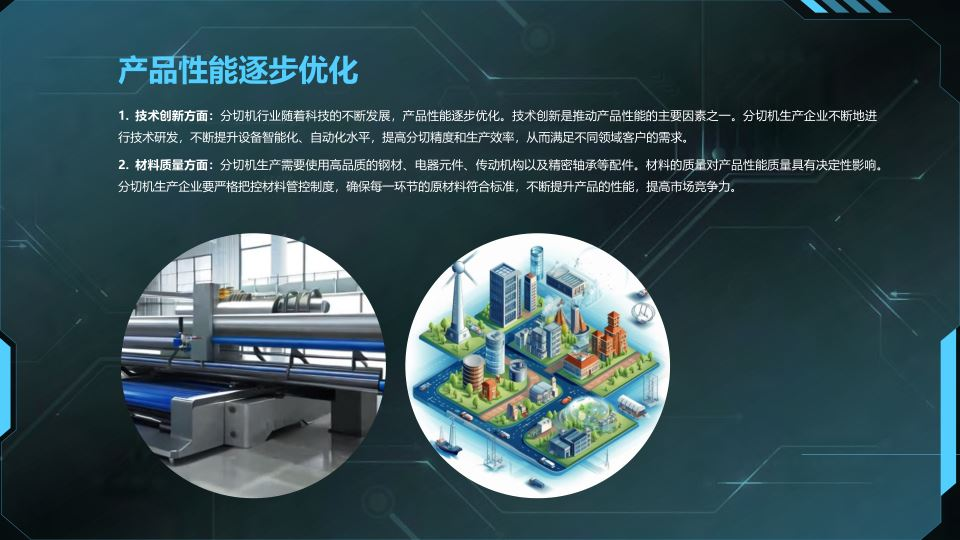 产品性能逐步优化
1. 技术创新方面：分切机行业随着科技的不断发展，产品性能逐步优化。技术创新是推动产品性能的主要因素之一。分切机生产企业不断地进
行技术研发，不断提升设备智能化、自动化水平，提高分切精度和生产效率，从而满足不同领域客户的需求。
2. 材料质量方面：分切机生产需要使用高品质的钢材、电器元件、传动机构以及精密轴承等配件。材料的质量对产品性能质量具有决定性影响。
分切机生产企业要严格把控材料管控制度，确保每一环节的原材料符合标准，不断提升产品的性能，提高市场竞争力。